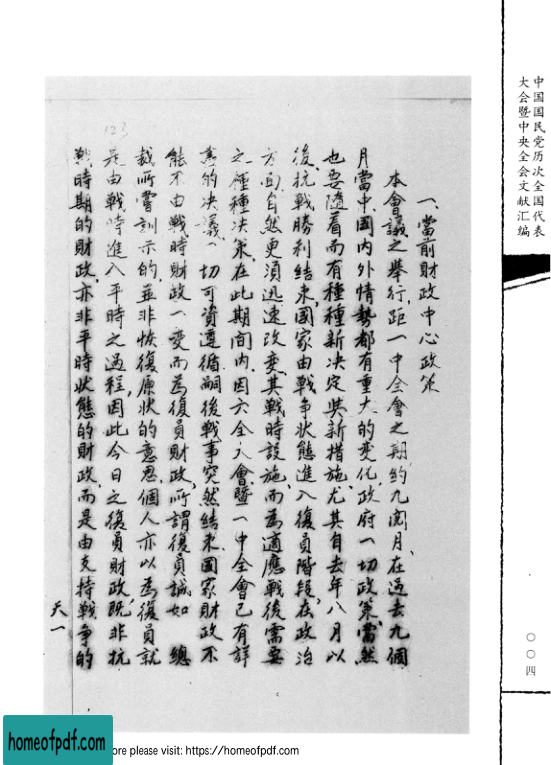 中国国民党历次全国代表
大会暨中央全会文献汇编
〇〇四
123
一、當前財政中心政策
本會議之舉行，距一中全會之期約九閱月，在過去九個
月當中國內外情勢都有重大的變化，政府一切政策，當然
也要隨着而有種種新決定與新措施，尤其自去年八月以
後，抗戰勝利結束，國家由戰争狀態進入復員階段，在政治
方面自然更須迅速改變其戰時設施，而為適應戰後需要
之種種決策，在此期間內，因六全大會暨一中全會已有詳
的決議，一切可資遵循，嗣後戰事突然結束，國家財政不
能不由戰時財政一變而為復員財政，所謂復員誠如　總
裁所嘗訓示的，並非恢復原狀的意思，個人亦以為復員就
是由戰時進入平時之過程，因此今日之復員財政，既非抗
戰時期的財政，亦非平時狀態的財政，而是由支持戰争的
天一
homeofpdf.com
ore please visit: https://homeofpdf.com